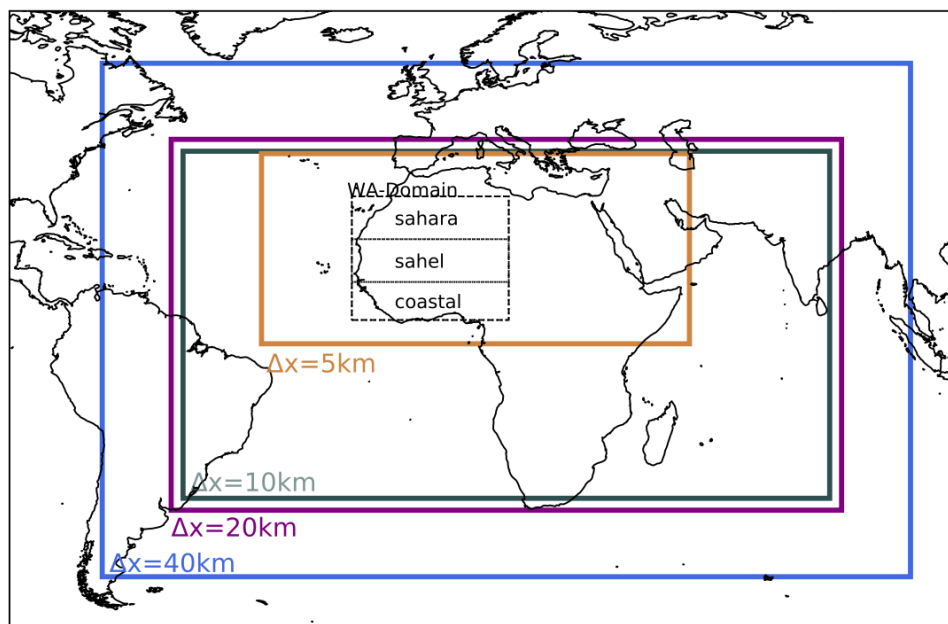 WA-Domain
sahara
sahel
coastal
Δx=5km
Δx=10km
Δx=20km
Δx=40km